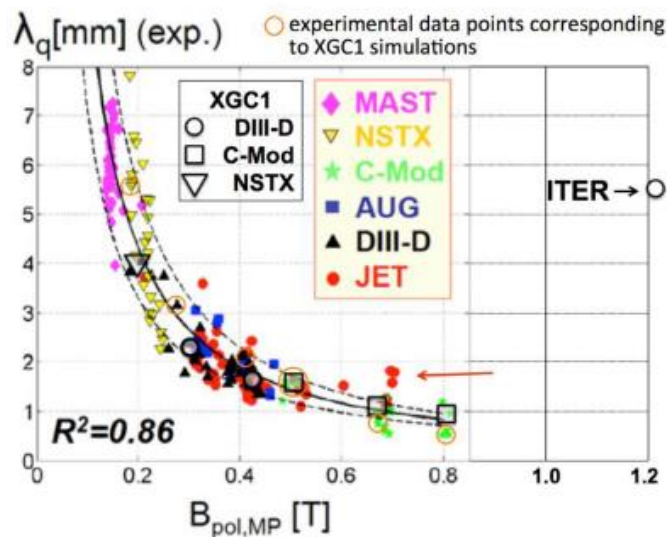 λq[mm] (exp.)
experimental data points corresponding
to XGC1 simulations
8
7
6
5
4
3
2
1
0
XGC1
DIII-D
C-Mod
NSTX
MAST
NSTX
C-Mod
AUG
DIII-D
JET
ITER→
R²=0.86
0 0.2 0.4 0.6 0.8 1.0 1.2
Bpol,MP [T]